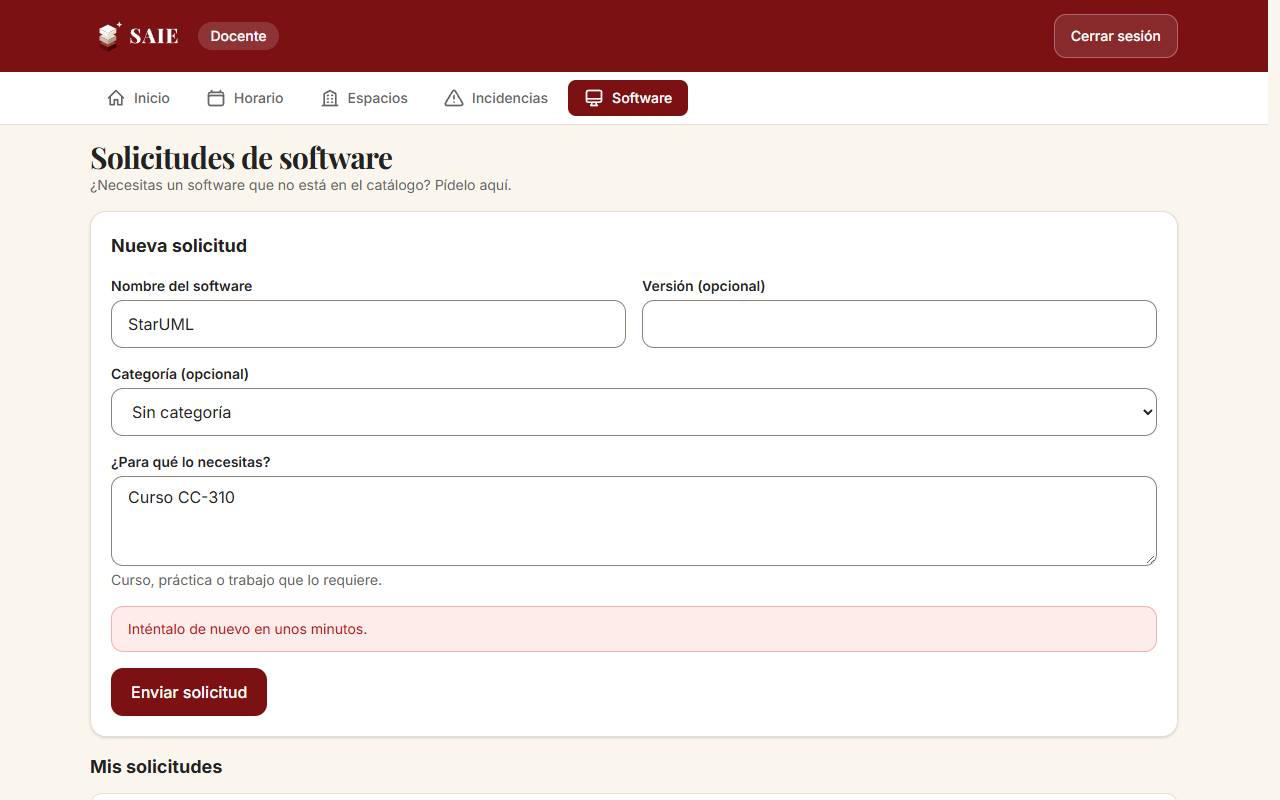 SAIE
Docente
Cerrar sesión
Inicio
Horario
Espacios
Incidencias
Software
Solicitudes de software
¿Necesitas un software que no está en el catálogo? Pídelo aquí.
Nueva solicitud
Nombre del software
Versión (opcional)
StarUML
Categoría (opcional)
Sin categoría
¿Para qué lo necesitas?
Curso CC-310
Curso, práctica o trabajo que lo requiere.
Inténtalo de nuevo en unos minutos.
Enviar solicitud
Mis solicitudes